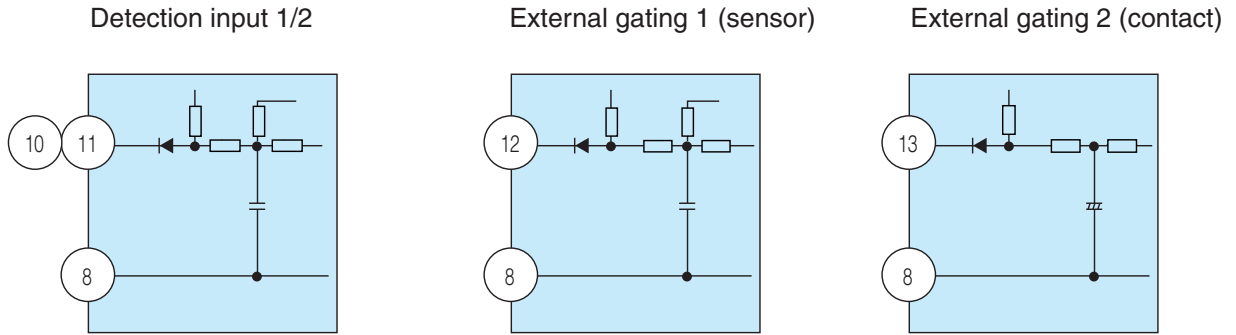 Detection input 1/2
External gating 1 (sensor)
External gating 2 (contact)
10 11
12
13
8
8
8